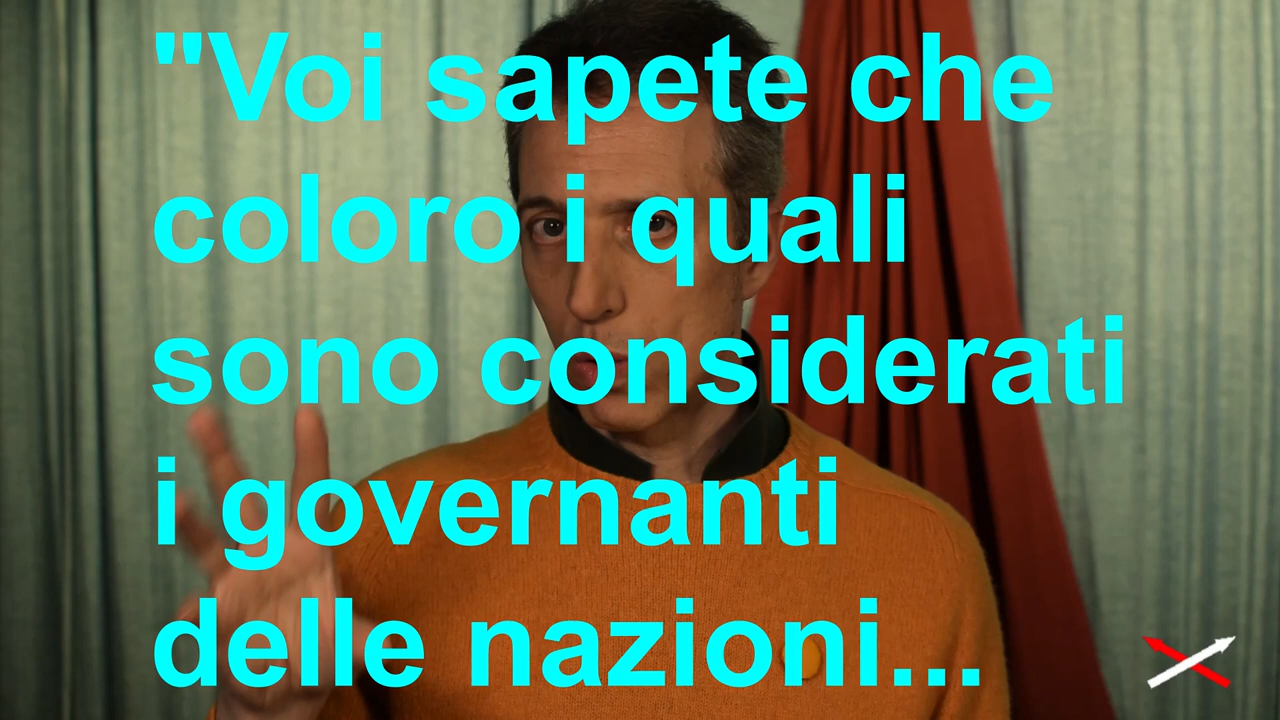 "Voi sapete che
coloro i quali
sono considerati
i governanti
delle nazioni...